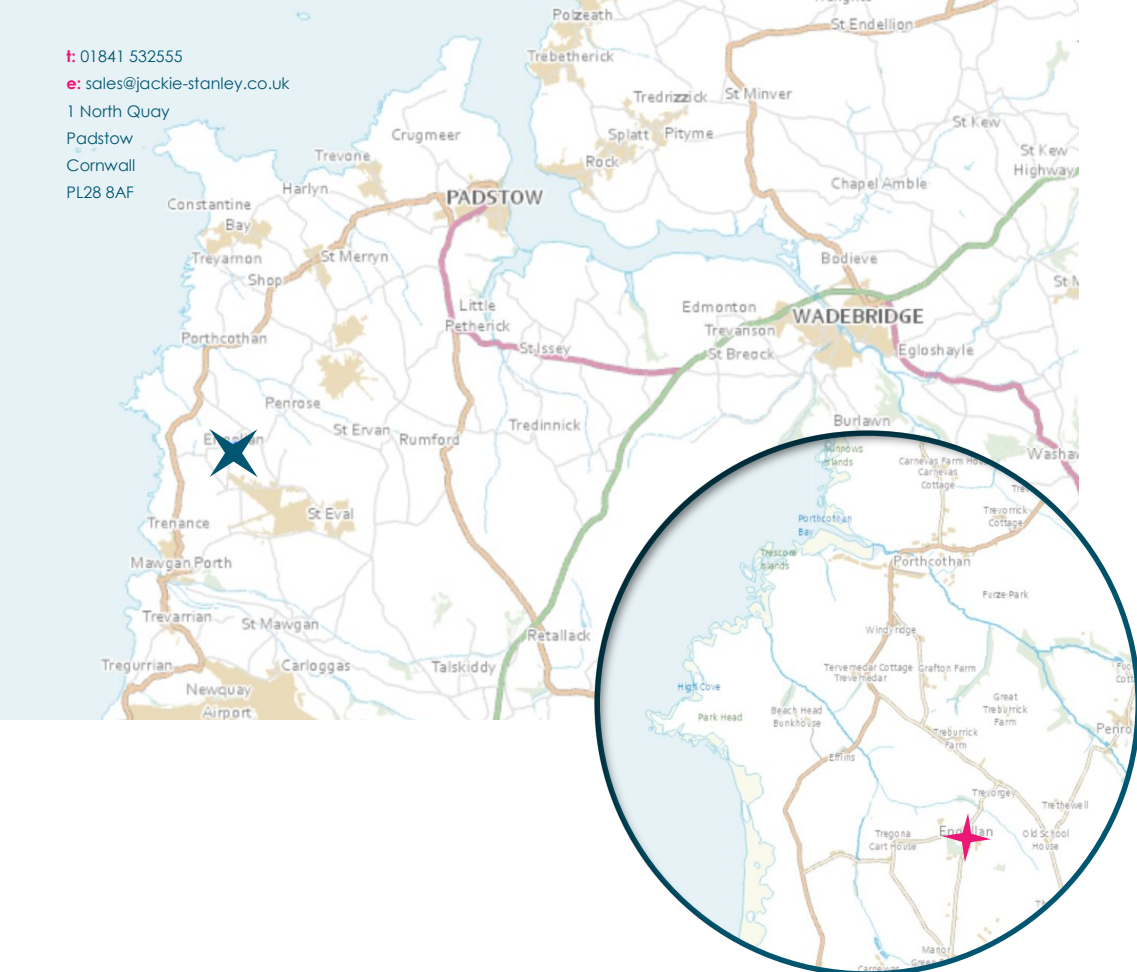 t: 01841 532555
e: sales@jackie-stanley.co.uk
1 North Quay
Padstow
Cornwall
PL28 8AF
Polzeath
St Endellion
Trebetherick
Tredrizzick
St Minver
Splatt
Pityme
St Kew
Rock
St Kew
Highway
Crugmeer
Trevone
Harlyn
PADSTOW
Chapel Amble
Constantine
Bay
Treyarnon
St Merryn
Shop
Bodieve
Little
Petherick
Edmonton
WADEBRIDGE
Trevanson
Porthcothan
St Issey
St Breock
Egloshayle
Penrose
St Ervan
Rumford
Tredinnick
Burlawn
St Eval
Trenance
Mawgan Porth
Trevarrian
St Mawgan
Retallack
Tregurrian
Carloggas
Talskiddy
Newquay
Airport
Islands
Carnevas Farm
Carnevas
Cottage
Trevorrick
Cottage
Porthcothan
Bay
Trescore
Islands
Porthcothan
Furze Park
Windyridge
Tervemedar Cottage
Trevemedar
Grafton Farm
High Cove
Park Head
Beach Head
Bunkhouse
Great
Treburrick
Farm
Treburrick
Farm
Efflins
Trevorgey
Trethewell
Tregona
Cart House
Old School
House
Manor